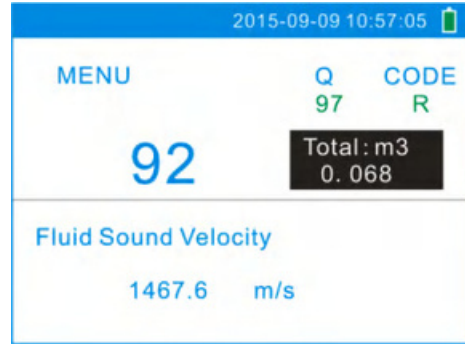 2015-09-09 10:57:05
MENU Q CODE
97 R
92 Total:m3
0.068
Fluid Sound Velocity
1467.6 m/s